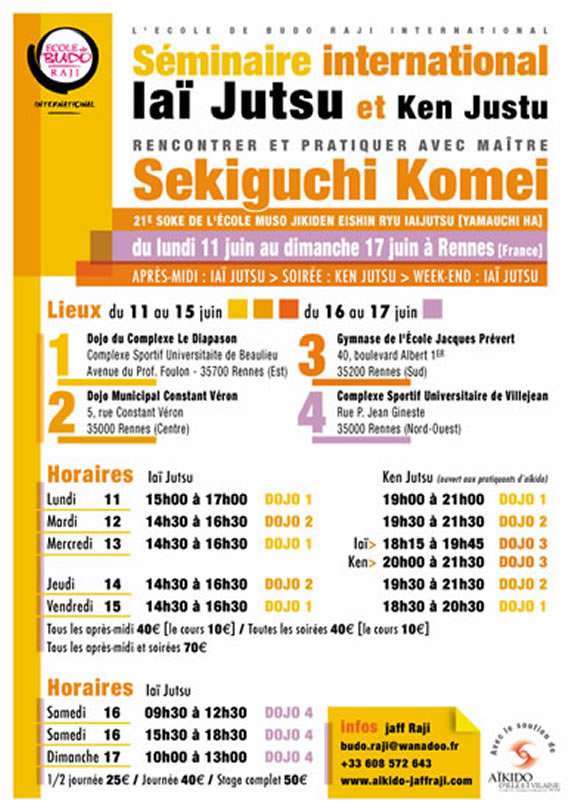 L'ECOLE DE BUDO RAJI INTERNATIONAL
ECOLE de
BUDO
RAJI
INTERNATIONAL
Séminaire international
Iaï Jutsu et Ken Justu
RENCONTRER ET PRATIQUER AVEC MAÎTRE
Sekiguchi Komei
21E SOKE DE L'ÉCOLE MUSO JIKIDEN EISHIN RYU IAIJUTSU [YAMAUCHI HA]
du lundi 11 juin au dimanche 17 juin à Rennes [France]
APRÈS-MIDI : IAÏ JUTSU > SOIRÉE : KEN JUTSU > WEEK-END : IAÏ JUTSU
Lieux du 11 au 15 juin du 16 au 17 juin
1 Dojo du Complexe Le Diapason
Complexe Sportif Universitaite de Beaulieu
Avenue du Prof. Foulon - 35700 Rennes (Est)
2 Dojo Municipal Constant Véron
5, rue Constant Véron
35000 Rennes (Centre)
3 Gymnase de l'École Jacques Prévert
40, boulevard Albert 1ER
35200 Rennes (Sud)
4 Complexe Sportif Universitaire de Villejean
Rue P. Jean Gineste
35000 Rennes (Nord-Ouest)
Horaires Iaï Jutsu Ken Jutsu (ouvert aux pratiquants d'aïkido)
Lundi 11 15h00 à 17h00 DOJO 1 19h00 à 21h00 DOJO 1
Mardi 12 14h30 à 16h30 DOJO 2 19h30 à 21h30 DOJO 2
Mercredi 13 14h30 à 16h30 DOJO 1 Iaï> 18h15 à 19h45 DOJO 3
Ken> 20h00 à 21h30 DOJO 3
Jeudi 14 14h30 à 16h30 DOJO 2 19h30 à 21h30 DOJO 2
Vendredi 15 14h30 à 16h30 DOJO 1 18h30 à 20h30 DOJO 1
Tous les après-midi 40€ [le cours 10€] / Toutes les soirées 40€ [le cours 10€]
Tous les après-midi et soirées 70€
Horaires Iaï Jutsu
Samedi 16 09h30 à 12h30 DOJO 4
Samedi 16 15h30 à 18h30 DOJO 4
Dimanche 17 10h00 à 13h00 DOJO 4
1/2 journée 25€ / Journée 40€ / Stage complet 50€
Infos jaff Raji
budo.raji@wanadoo.fr
+33 608 572 643
www.aikido-jaffraji.com
Avec le soutien de
AÏKIDO
D'ILLE ET VILAINE